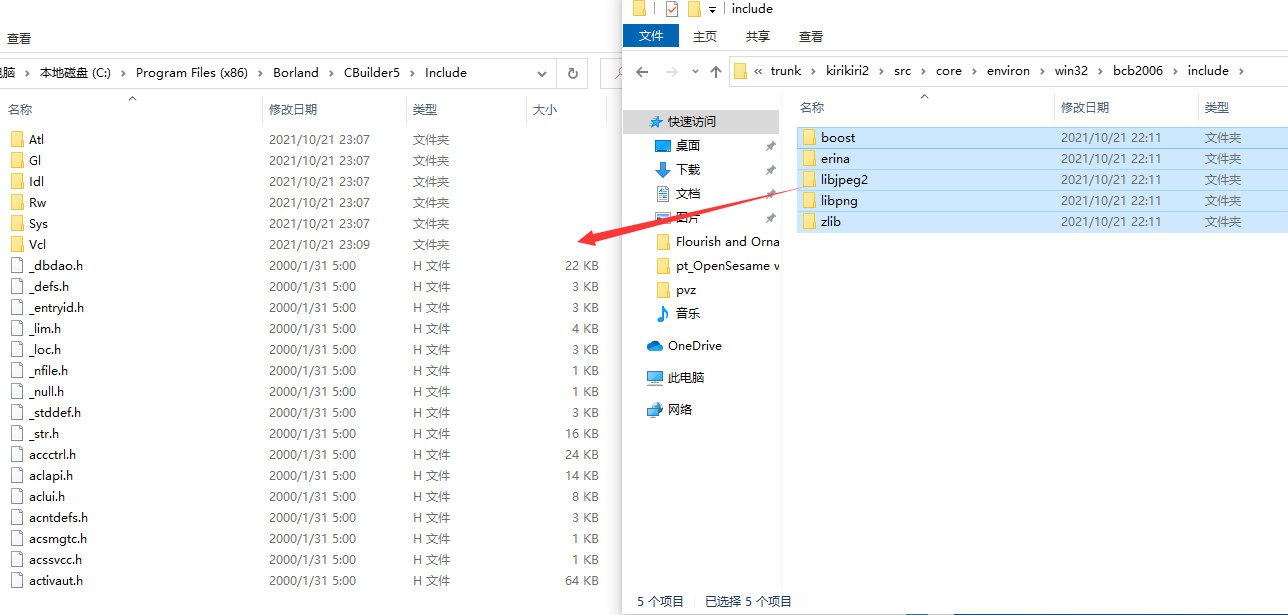 查看
电脑 › 本地磁盘 (C:) › Program Files (x86) › Borland › CBuilder5 › Include
名称 修改日期 类型 大小
Atl 2021/10/21 23:07 文件夹
Gl 2021/10/21 23:07 文件夹
Idl 2021/10/21 23:07 文件夹
Rw 2021/10/21 23:07 文件夹
Sys 2021/10/21 23:07 文件夹
Vcl 2021/10/21 23:09 文件夹
_dbdao.h 2000/1/31 5:00 H 文件 22 KB
_defs.h 2000/1/31 5:00 H 文件 3 KB
_entryid.h 2000/1/31 5:00 H 文件 3 KB
_lim.h 2000/1/31 5:00 H 文件 4 KB
_loc.h 2000/1/31 5:00 H 文件 3 KB
_nfile.h 2000/1/31 5:00 H 文件 1 KB
_null.h 2000/1/31 5:00 H 文件 1 KB
_stddef.h 2000/1/31 5:00 H 文件 3 KB
_str.h 2000/1/31 5:00 H 文件 16 KB
accctrl.h 2000/1/31 5:00 H 文件 24 KB
aclapi.h 2000/1/31 5:00 H 文件 14 KB
aclui.h 2000/1/31 5:00 H 文件 8 KB
acntdefs.h 2000/1/31 5:00 H 文件 3 KB
acsmgtc.h 2000/1/31 5:00 H 文件 1 KB
acssvcc.h 2000/1/31 5:00 H 文件 1 KB
activaut.h 2000/1/31 5:00 H 文件 64 KB
include
文件 主页 共享 查看
« trunk › kirikiri2 › src › core › environ › win32 › bcb2006 › include ›
快速访问
桌面
下载
文档
图片
Flourish and Orna
pt_OpenSesame v
pvz
音乐
OneDrive
此电脑
网络
名称 修改日期 类型
boost 2021/10/21 22:11 文件夹
erina 2021/10/21 22:11 文件夹
libjpeg2 2021/10/21 22:11 文件夹
libpng 2021/10/21 22:11 文件夹
zlib 2021/10/21 22:11 文件夹
5 个项目 已选择 5 个项目